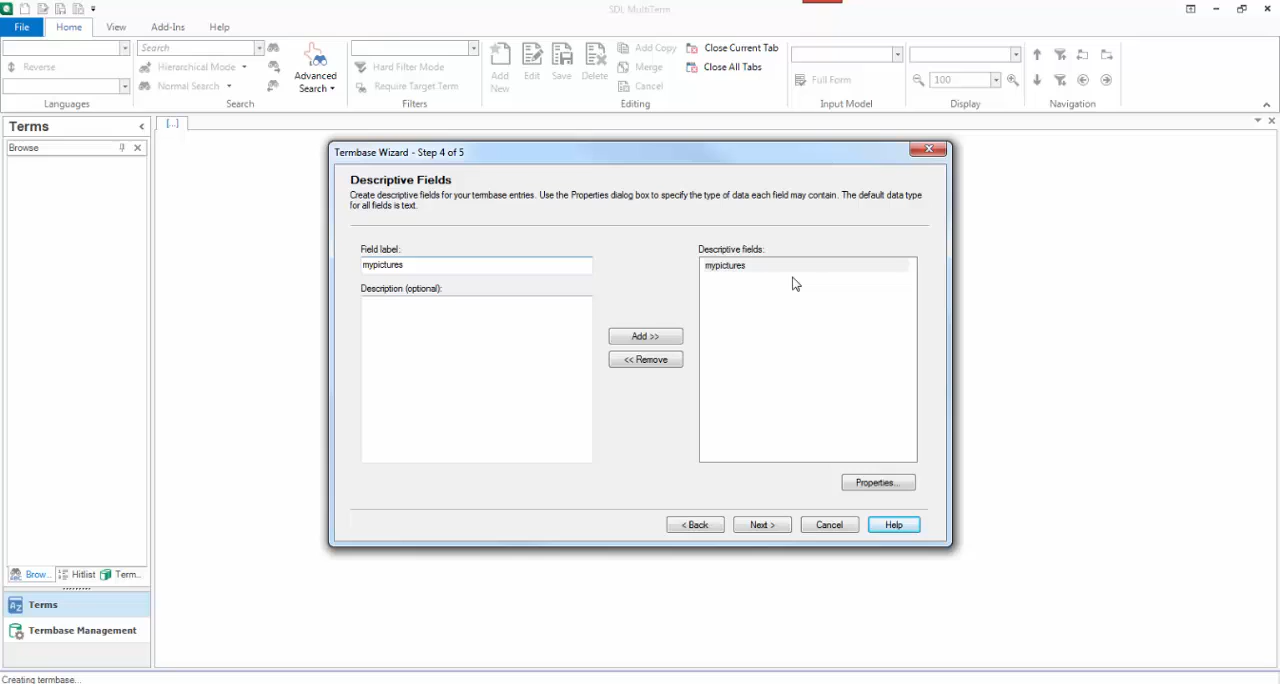 SDL MultiTerm
File Home View Add-Ins Help
Search Add Copy Close Current Tab
Reverse Hierarchical Mode Advanced Search Hard Filter Mode Add New Edit Save Delete Merge Close All Tabs Full Form 100
Normal Search Require Target Term Cancel
Languages Search Filters Editing Input Model Display Navigation
Terms [...]
Browse
Termbase Wizard - Step 4 of 5
Descriptive Fields
Create descriptive fields for your termbase entries. Use the Properties dialog box to specify the type of data each field may contain. The default data type
for all fields is text.
Field label: Descriptive fields:
mypictures mypictures
Description (optional):
Add >>
<< Remove
Properties...
< Back Next > Cancel Help
Brow... Hitlist Term...
Terms
Termbase Management
Creating termbase...